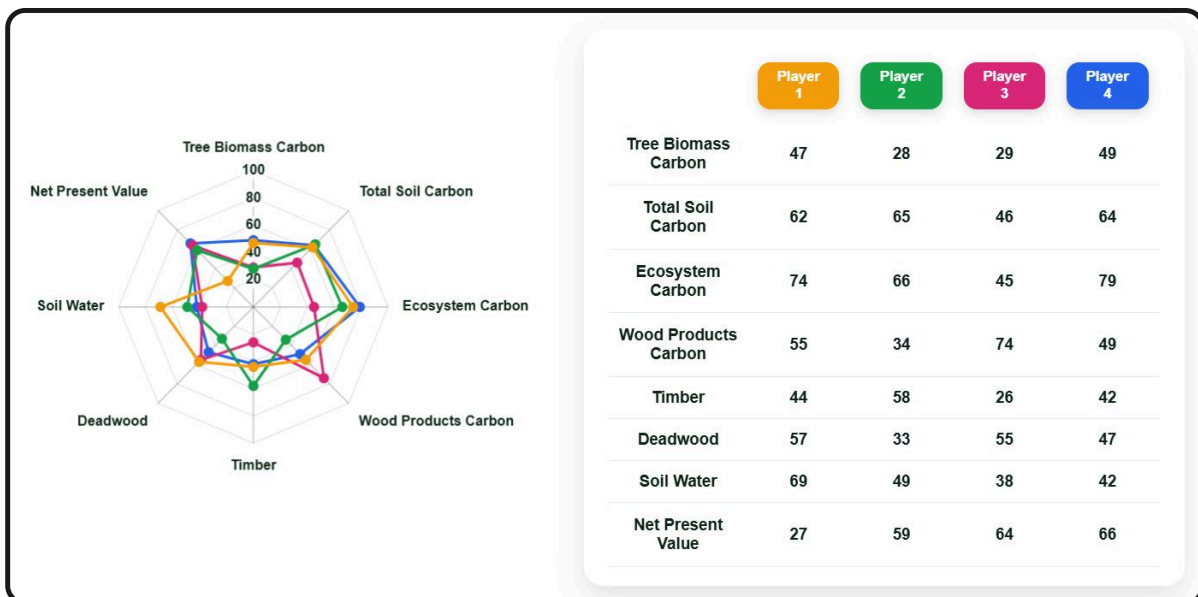 Tree Biomass Carbon
100
80
60
40
20
Net Present Value
Total Soil Carbon
Soil Water
Ecosystem Carbon
Deadwood
Wood Products Carbon
Timber
Player 1 Player 2 Player 3 Player 4
Tree Biomass Carbon 47 28 29 49
Total Soil Carbon 62 65 46 64
Ecosystem Carbon 74 66 45 79
Wood Products Carbon 55 34 74 49
Timber 44 58 26 42
Deadwood 57 33 55 47
Soil Water 69 49 38 42
Net Present Value 27 59 64 66